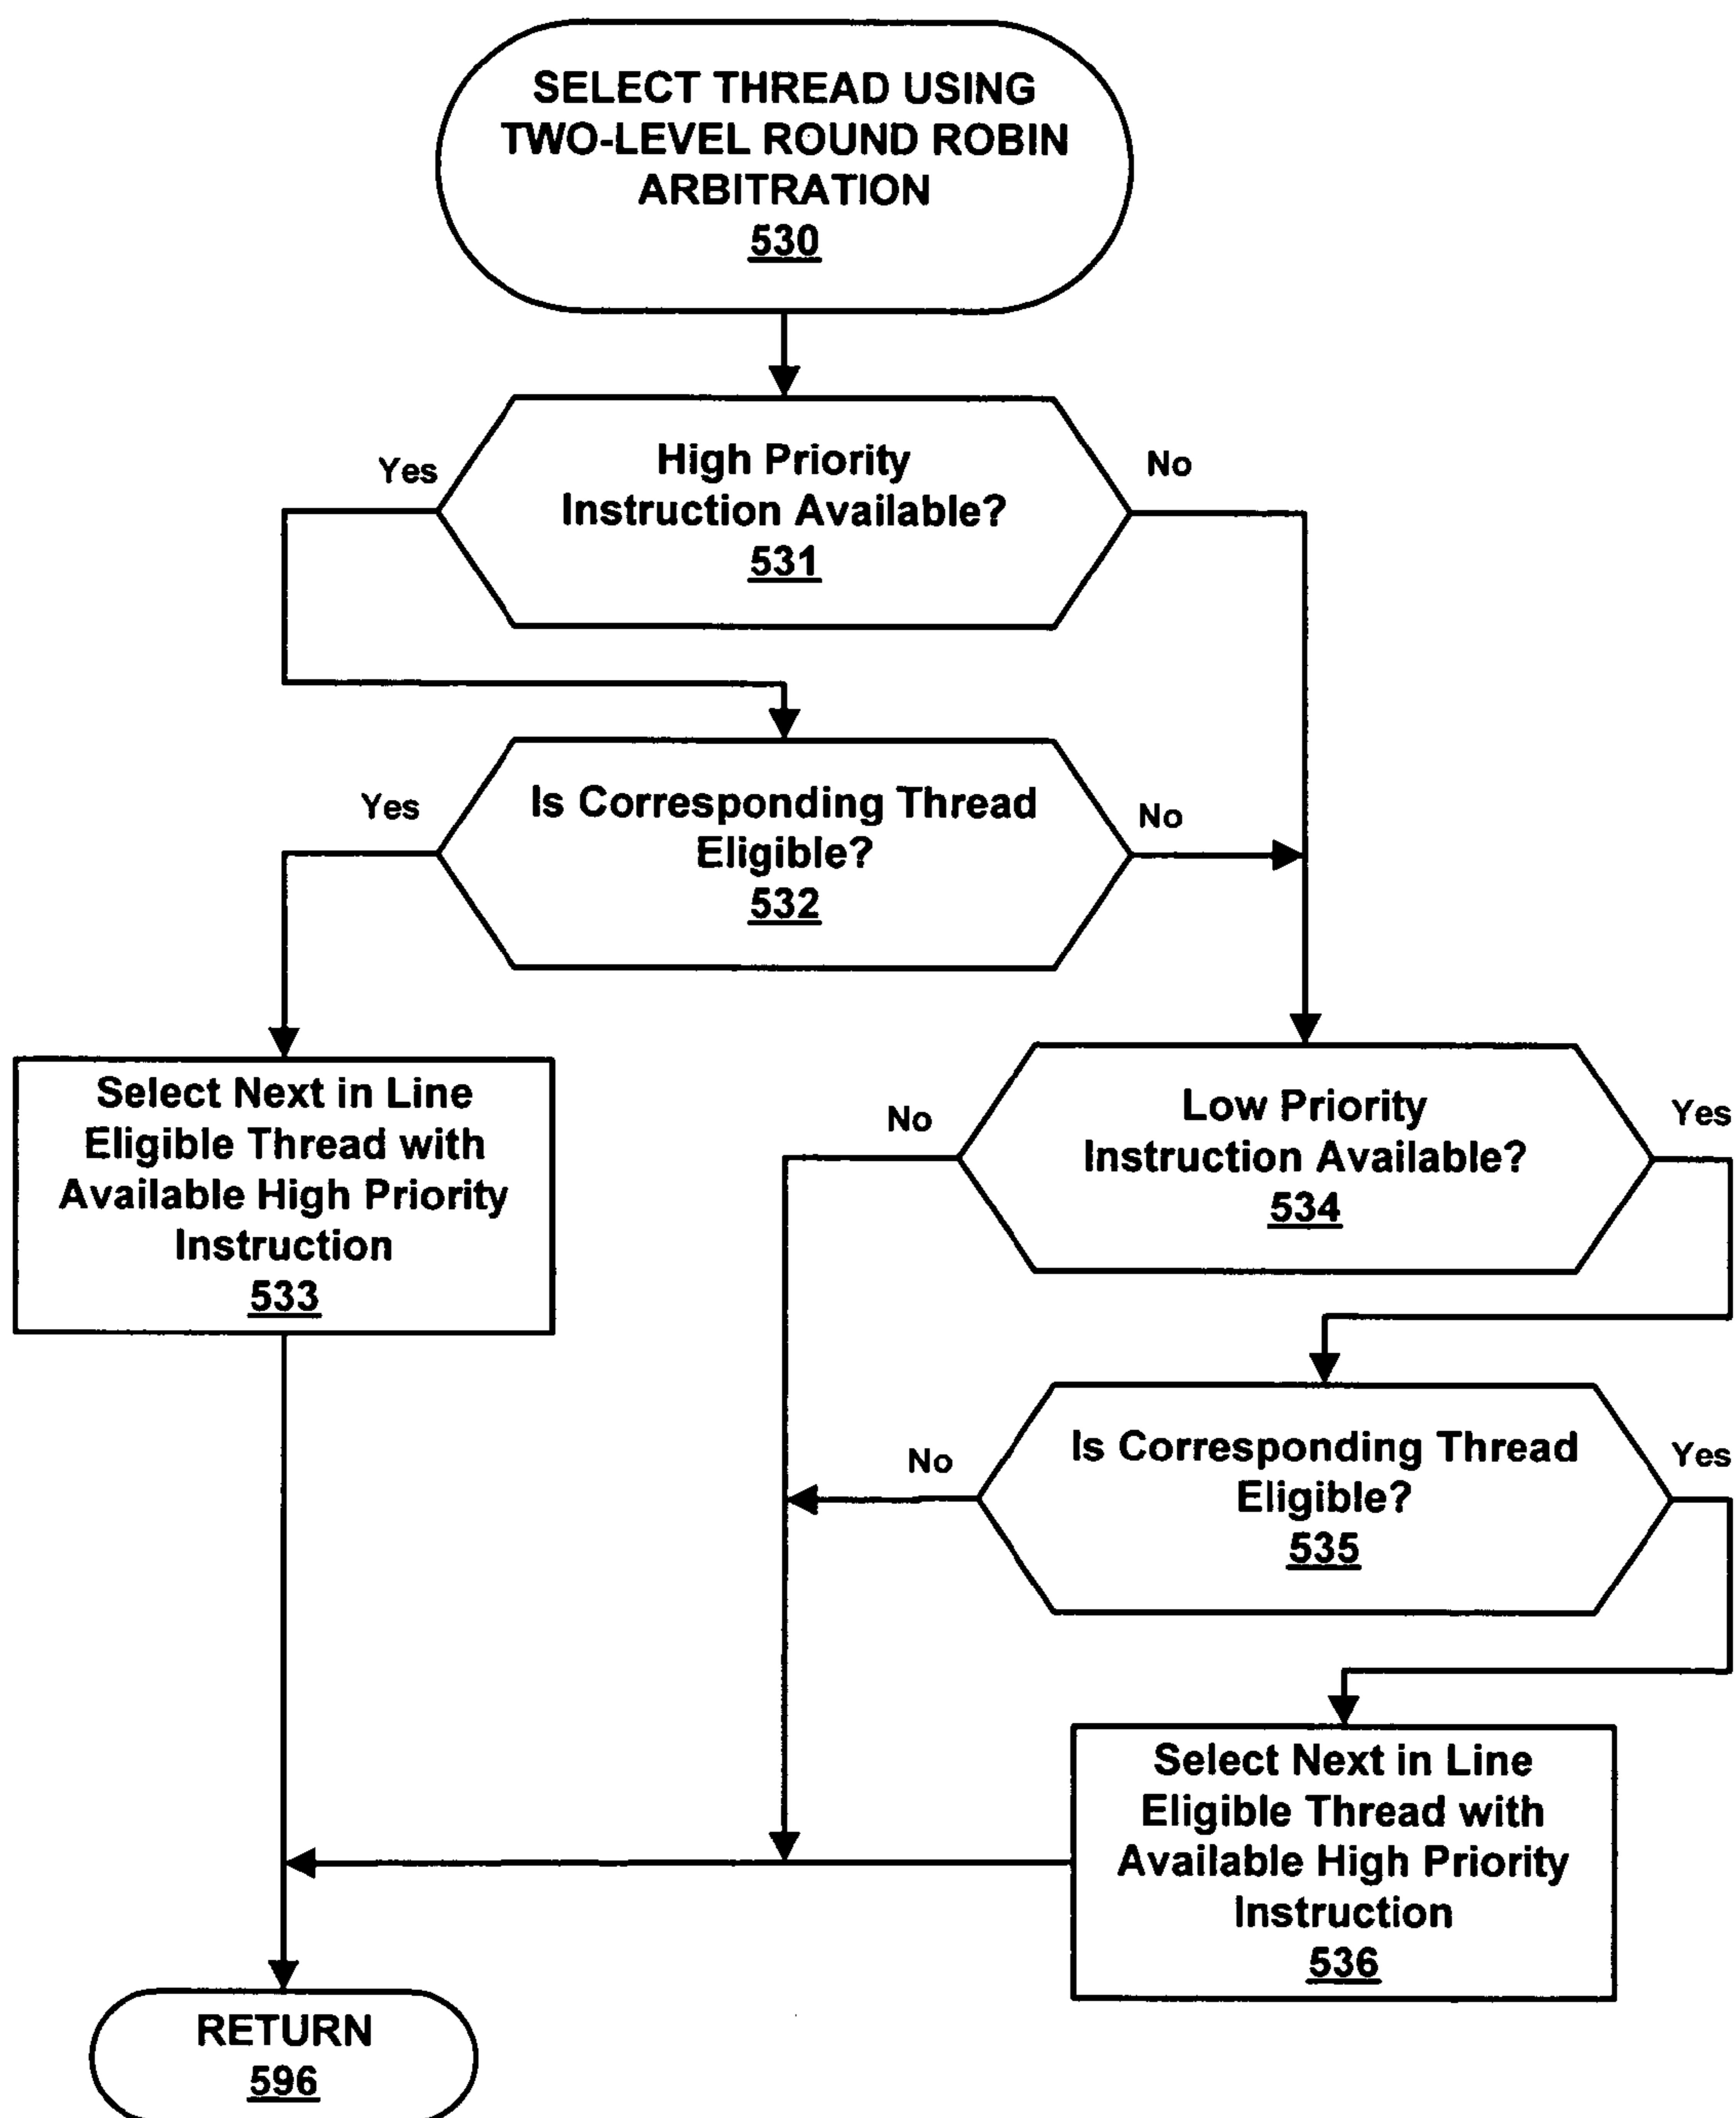 SELECT THREAD USING
TWO-LEVEL ROUND ROBIN
ARBITRATION
530
Yes
High Priority
Instruction Available?
531
No
Yes
Is Corresponding Thread
Eligible?
532
No
Select Next in Line
Eligible Thread with
Available High Priority
Instruction
533
No
Low Priority
Instruction Available?
534
Yes
No
Is Corresponding Thread
Eligible?
535
Yes
Select Next in Line
Eligible Thread with
Available High Priority
Instruction
536
RETURN
596